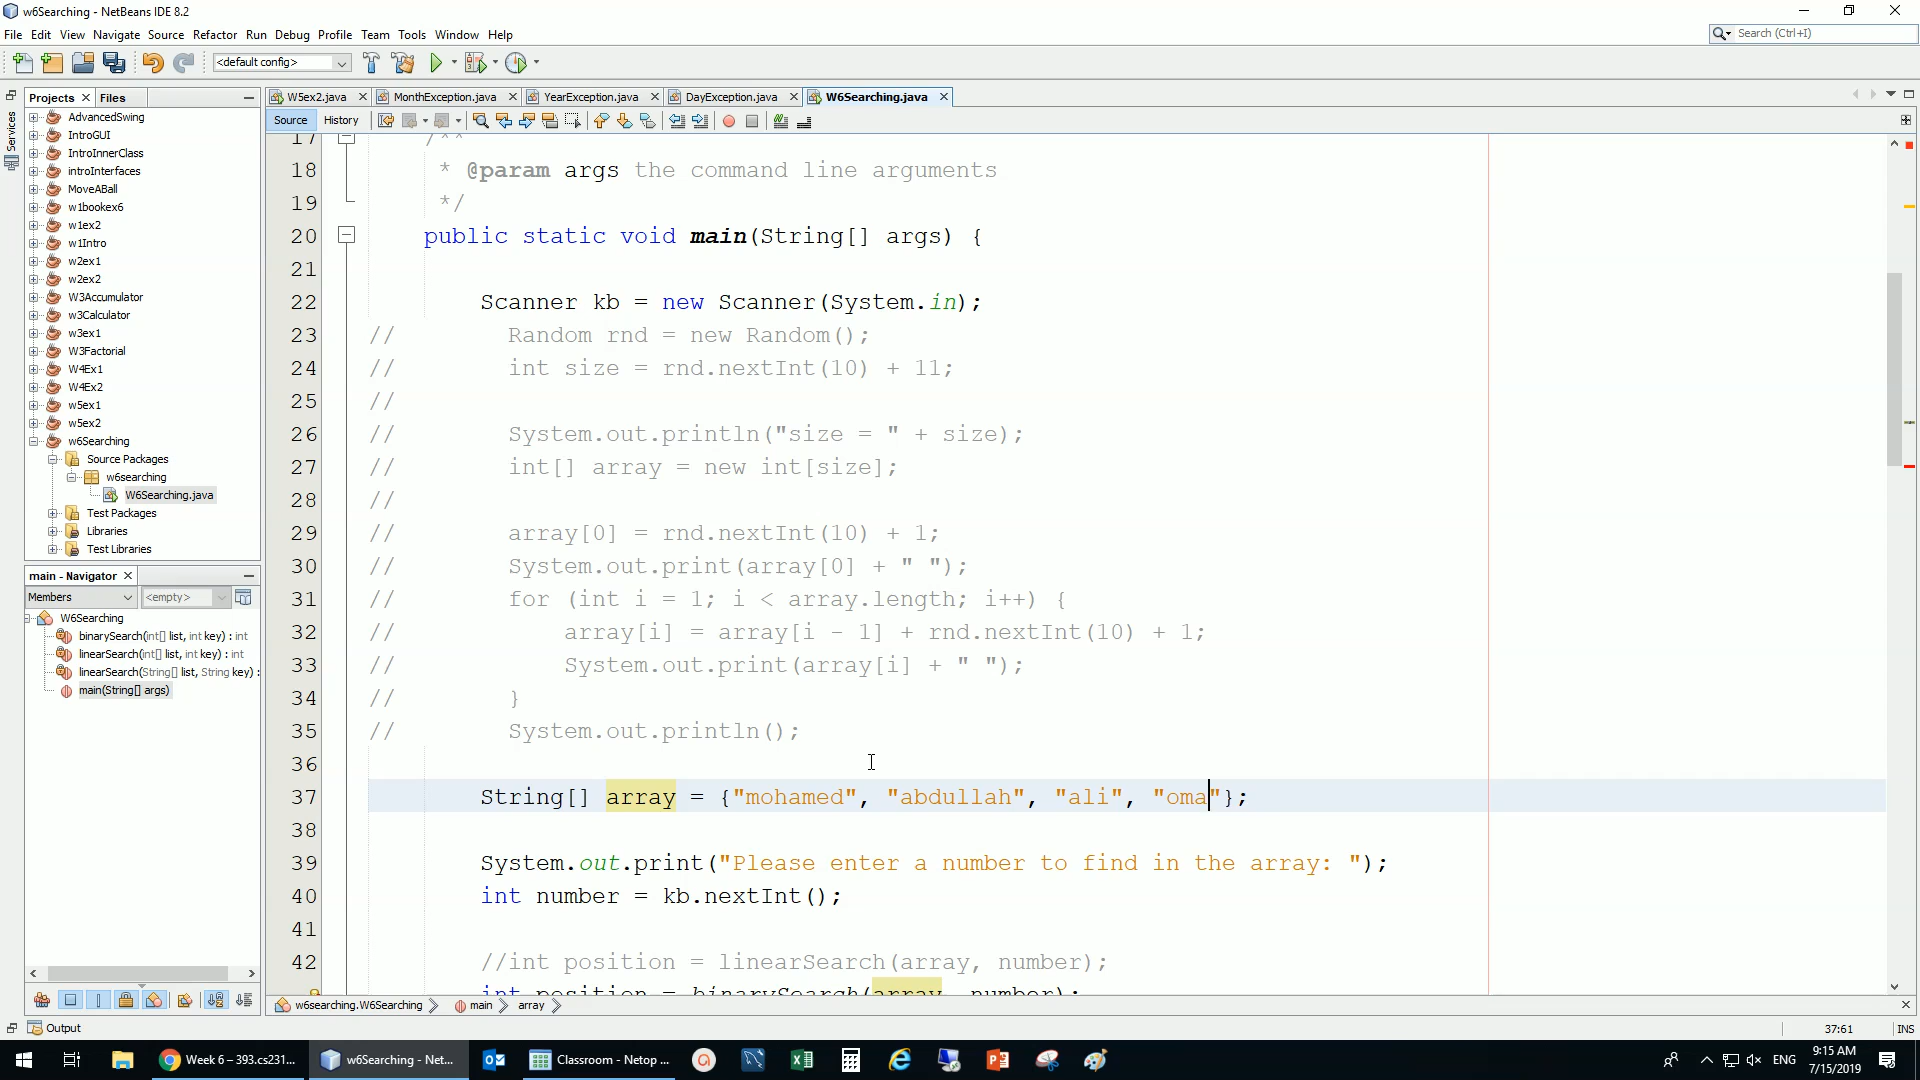 w6Searching - NetBeans IDE 8.2
File Edit View Navigate Source Refactor Run Debug Profile Team Tools Window Help
Search (Ctrl+I)
<default config>
Projects Files
W5ex2.java MonthException.java YearException.java DayException.java W6Searching.java
Services
Source History
AdvancedSwing
IntroGUI
IntroInnerClass
introInterfaces
MoveABall
w1bookex6
w1ex2
w1Intro
w2ex1
w2ex2
W3Accumulator
w3Calculator
w3ex1
W3Factorial
W4Ex1
W4Ex2
w5ex1
w5ex2
w6Searching
Source Packages
w6searching
W6Searching.java
Test Packages
Libraries
Test Libraries
main - Navigator
Members <empty>
W6Searching
binarySearch(int[] list, int key) : int
linearSearch(int[] list, int key) : int
linearSearch(String[] list, String key) :
main(String[] args)
17 /**
18 * @param args the command line arguments
19 */
20 public static void main(String[] args) {
21
22 Scanner kb = new Scanner(System.in);
23 // Random rnd = new Random();
24 // int size = rnd.nextInt(10) + 11;
25 //
26 // System.out.println("size = " + size);
27 // int[] array = new int[size];
28 //
29 // array[0] = rnd.nextInt(10) + 1;
30 // System.out.print(array[0] + " ");
31 // for (int i = 1; i < array.length; i++) {
32 // array[i] = array[i - 1] + rnd.nextInt(10) + 1;
33 // System.out.print(array[i] + " ");
34 // }
35 // System.out.println();
36
37 String[] array = {"mohamed", "abdullah", "ali", "oma"};
38
39 System.out.print("Please enter a number to find in the array: ");
40 int number = kb.nextInt();
41
42 //int position = linearSearch(array, number);
int position = binarySearch(array, number);
w6searching.W6Searching main array
Output
37:61 INS
Week 6 – 393.cs231... w6Searching - Net... Classroom - Netop ... ENG 9:15 AM
7/15/2019